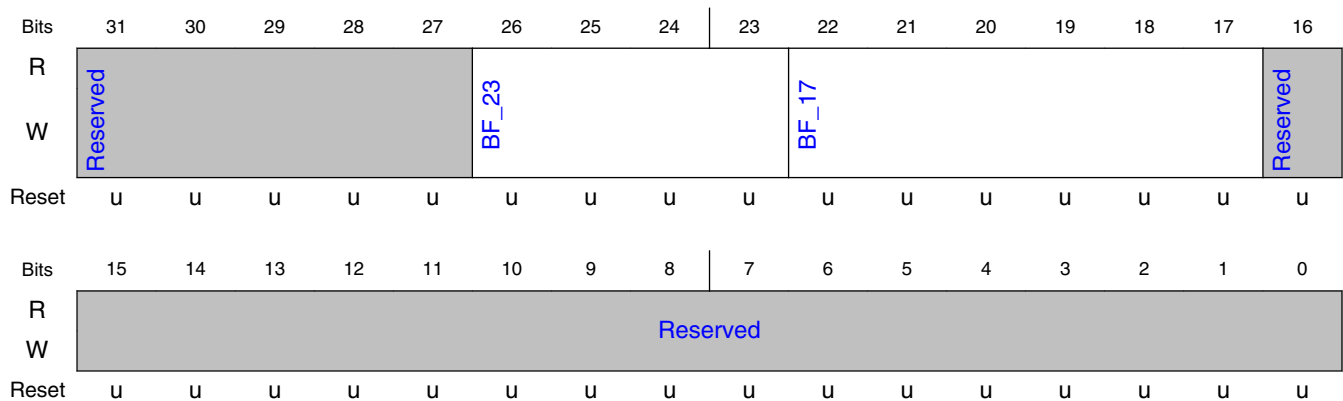 Bits 31 30 29 28 27 26 25 24 23 22 21 20 19 18 17 16
R
W
Reserved BF_23 BF_17 Reserved
Reset u u u u u u u u u u u u u u u u
Bits 15 14 13 12 11 10 9 8 7 6 5 4 3 2 1 0
R
Reserved
W
Reset u u u u u u u u u u u u u u u u